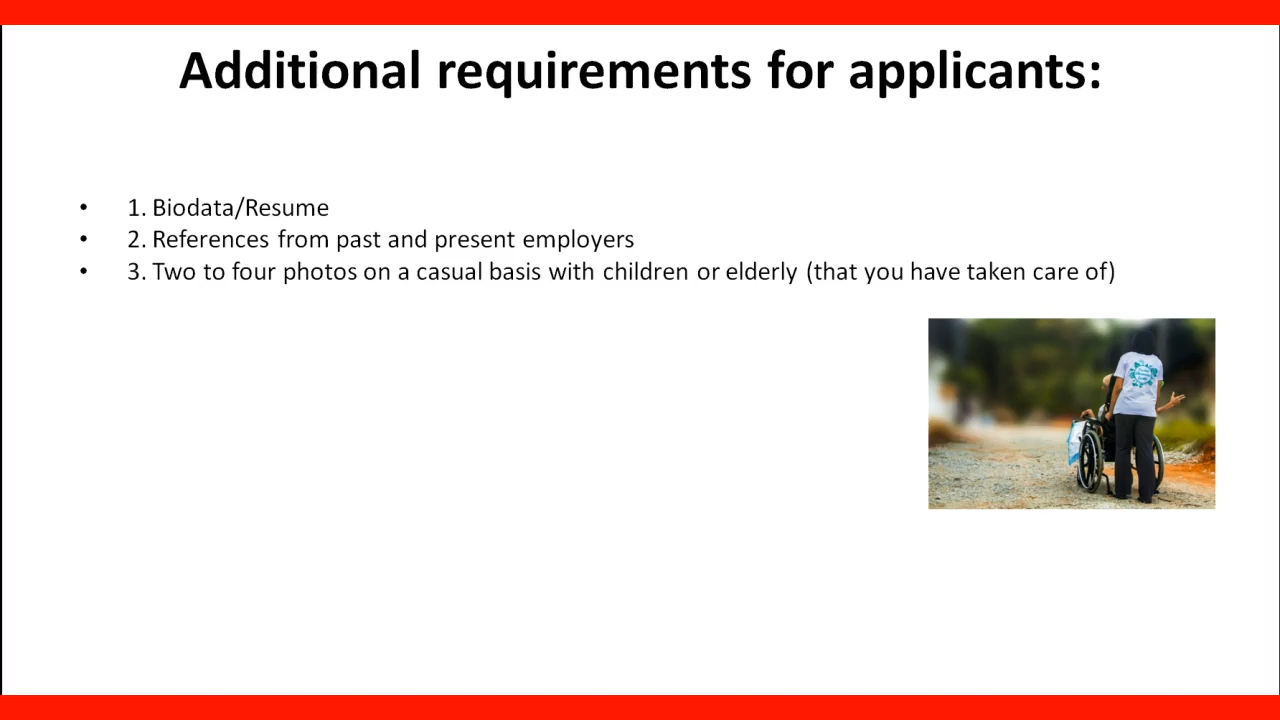 Additional requirements for applicants:
• 1. Biodata/Resume
• 2. References from past and present employers
• 3. Two to four photos on a casual basis with children or elderly (that you have taken care of)